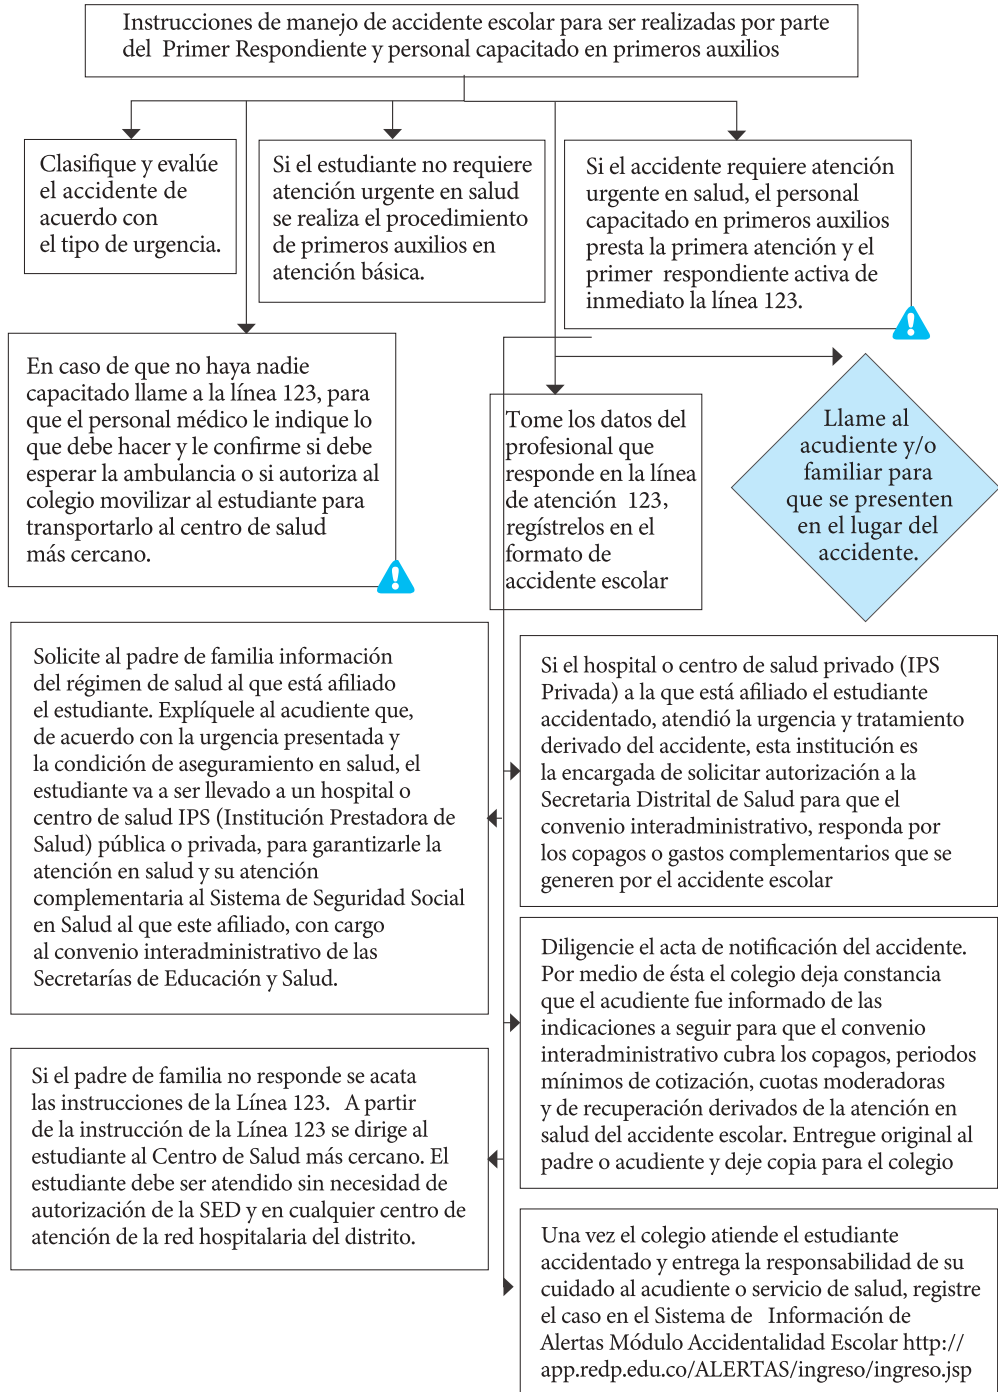 Instrucciones de manejo de accidente escolar para ser realizadas por parte
del Primer Respondiente y personal capacitado en primeros auxilios
Clasifique y evalúe
el accidente de
acuerdo con
el tipo de urgencia.
Si el estudiante no requiere
atención urgente en salud
se realiza el procedimiento
de primeros auxilios en
atención básica.
Si el accidente requiere atención
urgente en salud, el personal
capacitado en primeros auxilios
presta la primera atención y el
primer respondiente activa de
inmediato la línea 123.
En caso de que no haya nadie
capacitado llame a la línea 123, para
que el personal médico le indique lo
que debe hacer y le confirme si debe
esperar la ambulancia o si autoriza al
colegio movilizar al estudiante para
transportarlo al centro de salud
más cercano.
Tome los datos del
profesional que
responde en la línea
de atención 123,
regístrelos en el
formato de
accidente escolar
Llame al
acudiente y/o
familiar para
que se presenten
en el lugar del
accidente.
Solicite al padre de familia información
del régimen de salud al que está afiliado
el estudiante. Explíquele al acudiente que,
de acuerdo con la urgencia presentada y
la condición de aseguramiento en salud, el
estudiante va a ser llevado a un hospital o
centro de salud IPS (Institución Prestadora de
Salud) pública o privada, para garantizarle la
atención en salud y su atención
complementaria al Sistema de Seguridad Social
en Salud al que este afiliado, con cargo
al convenio interadministrativo de las
Secretarías de Educación y Salud.
Si el hospital o centro de salud privado (IPS
Privada) a la que está afiliado el estudiante
accidentado, atendió la urgencia y tratamiento
derivado del accidente, esta institución es
la encargada de solicitar autorización a la
Secretaria Distrital de Salud para que el
convenio interadministrativo, responda por
los copagos o gastos complementarios que se
generen por el accidente escolar
Diligencie el acta de notificación del accidente.
Por medio de ésta el colegio deja constancia
que el acudiente fue informado de las
indicaciones a seguir para que el convenio
interadministrativo cubra los copagos, periodos
mínimos de cotización, cuotas moderadoras
y de recuperación derivados de la atención en
salud del accidente escolar. Entregue original al
padre o acudiente y deje copia para el colegio
Si el padre de familia no responde se acata
las instrucciones de la Línea 123. A partir
de la instrucción de la Línea 123 se dirige al
estudiante al Centro de Salud más cercano. El
estudiante debe ser atendido sin necesidad de
autorización de la SED y en cualquier centro de
atención de la red hospitalaria del distrito.
Una vez el colegio atiende el estudiante
accidentado y entrega la responsabilidad de su
cuidado al acudiente o servicio de salud, registre
el caso en el Sistema de Información de
Alertas Módulo Accidentalidad Escolar http://
app.redp.edu.co/ALERTAS/ingreso/ingreso.jsp